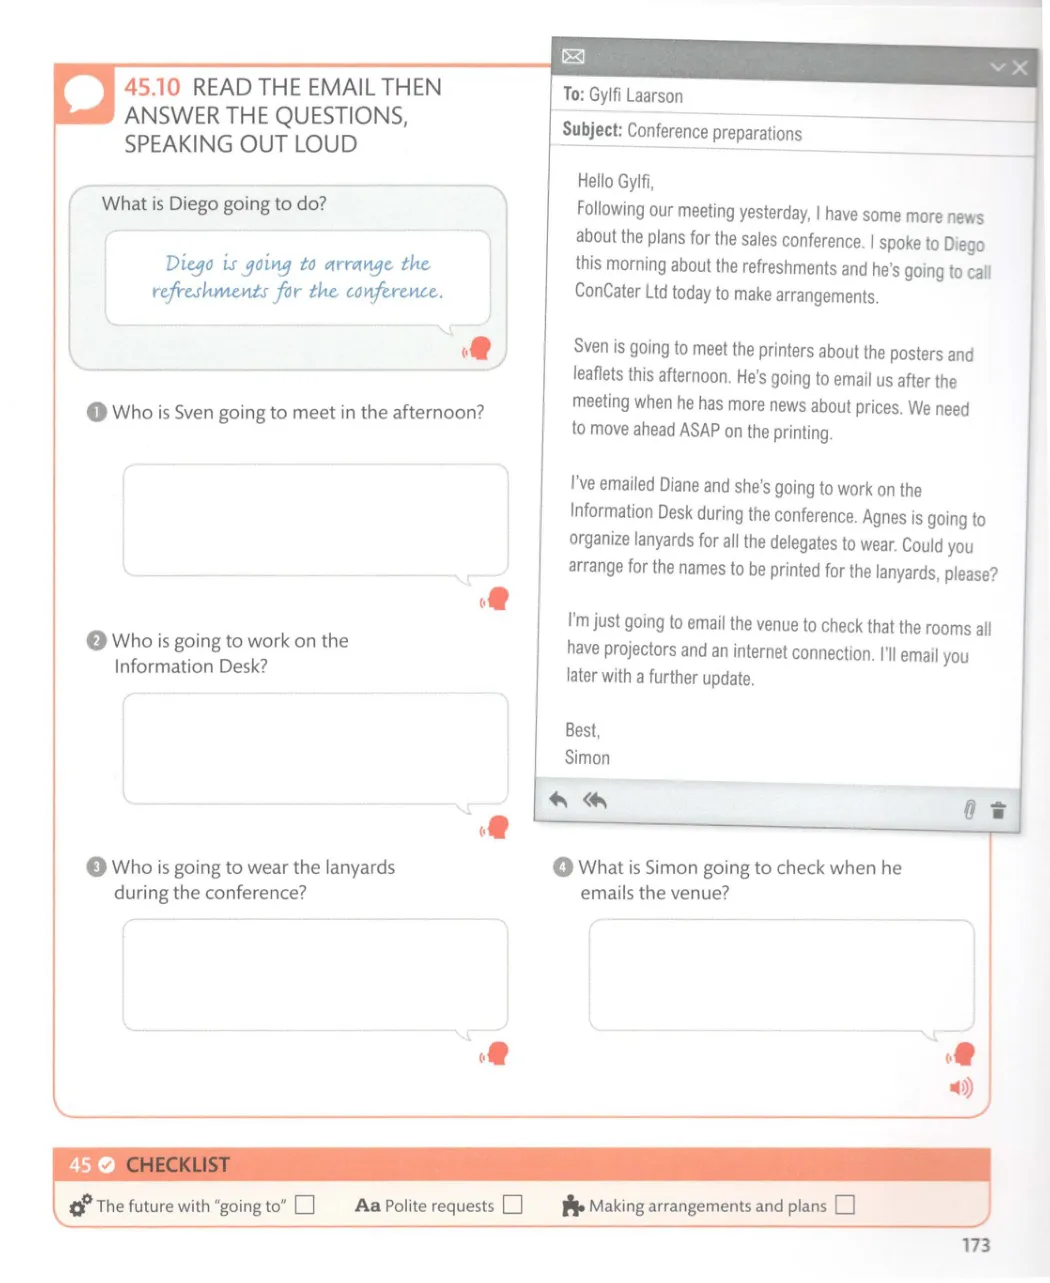 45.10 READ THE EMAIL THEN
ANSWER THE QUESTIONS,
SPEAKING OUT LOUD
What is Diego going to do?
Diego is going to arrange the
refreshments for the conference.
1 Who is Sven going to meet in the afternoon?
2 Who is going to work on the
Information Desk?
3 Who is going to wear the lanyards
during the conference?
To: Gylfi Laarson
Subject: Conference preparations
Hello Gylfi,
Following our meeting yesterday, I have some more news
about the plans for the sales conference. I spoke to Diego
this morning about the refreshments and he's going to call
ConCater Ltd today to make arrangements.
Sven is going to meet the printers about the posters and
leaflets this afternoon. He's going to email us after the
meeting when he has more news about prices. We need
to move ahead ASAP on the printing.
I've emailed Diane and she's going to work on the
Information Desk during the conference. Agnes is going to
organize lanyards for all the delegates to wear. Could you
arrange for the names to be printed for the lanyards, please?
I'm just going to email the venue to check that the rooms all
have projectors and an internet connection. I'll email you
later with a further update.
Best,
Simon
4 What is Simon going to check when he
emails the venue?
45 CHECKLIST
The future with "going to" Aa Polite requests Making arrangements and plans
173